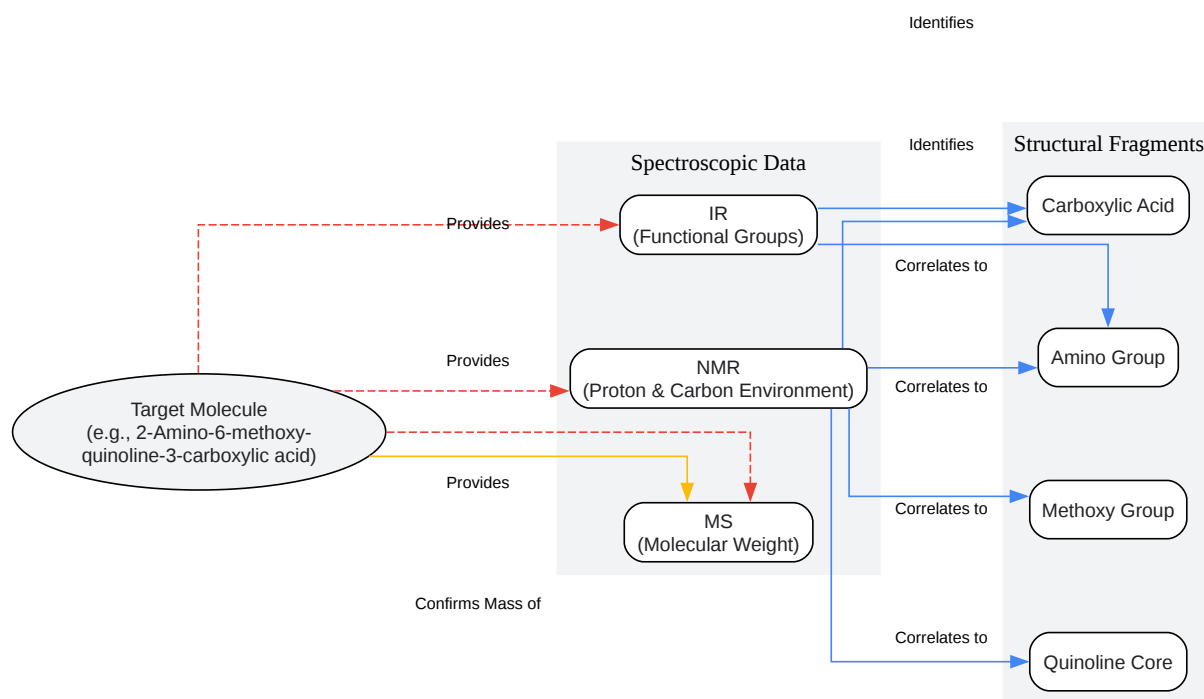 Identifies
Identifies
Structural Fragments
Spectroscopic Data
Carboxylic Acid
IR
(Functional Groups)
Provides
Correlates to
Amino Group
Provides
NMR
(Proton & Carbon Environment)
Correlates to
Target Molecule
(e.g., 2-Amino-6-methoxy-
quinoline-3-carboxylic acid)
Provides
MS
(Molecular Weight)
Correlates to
Methoxy Group
Confirms Mass of
Correlates to
Quinoline Core